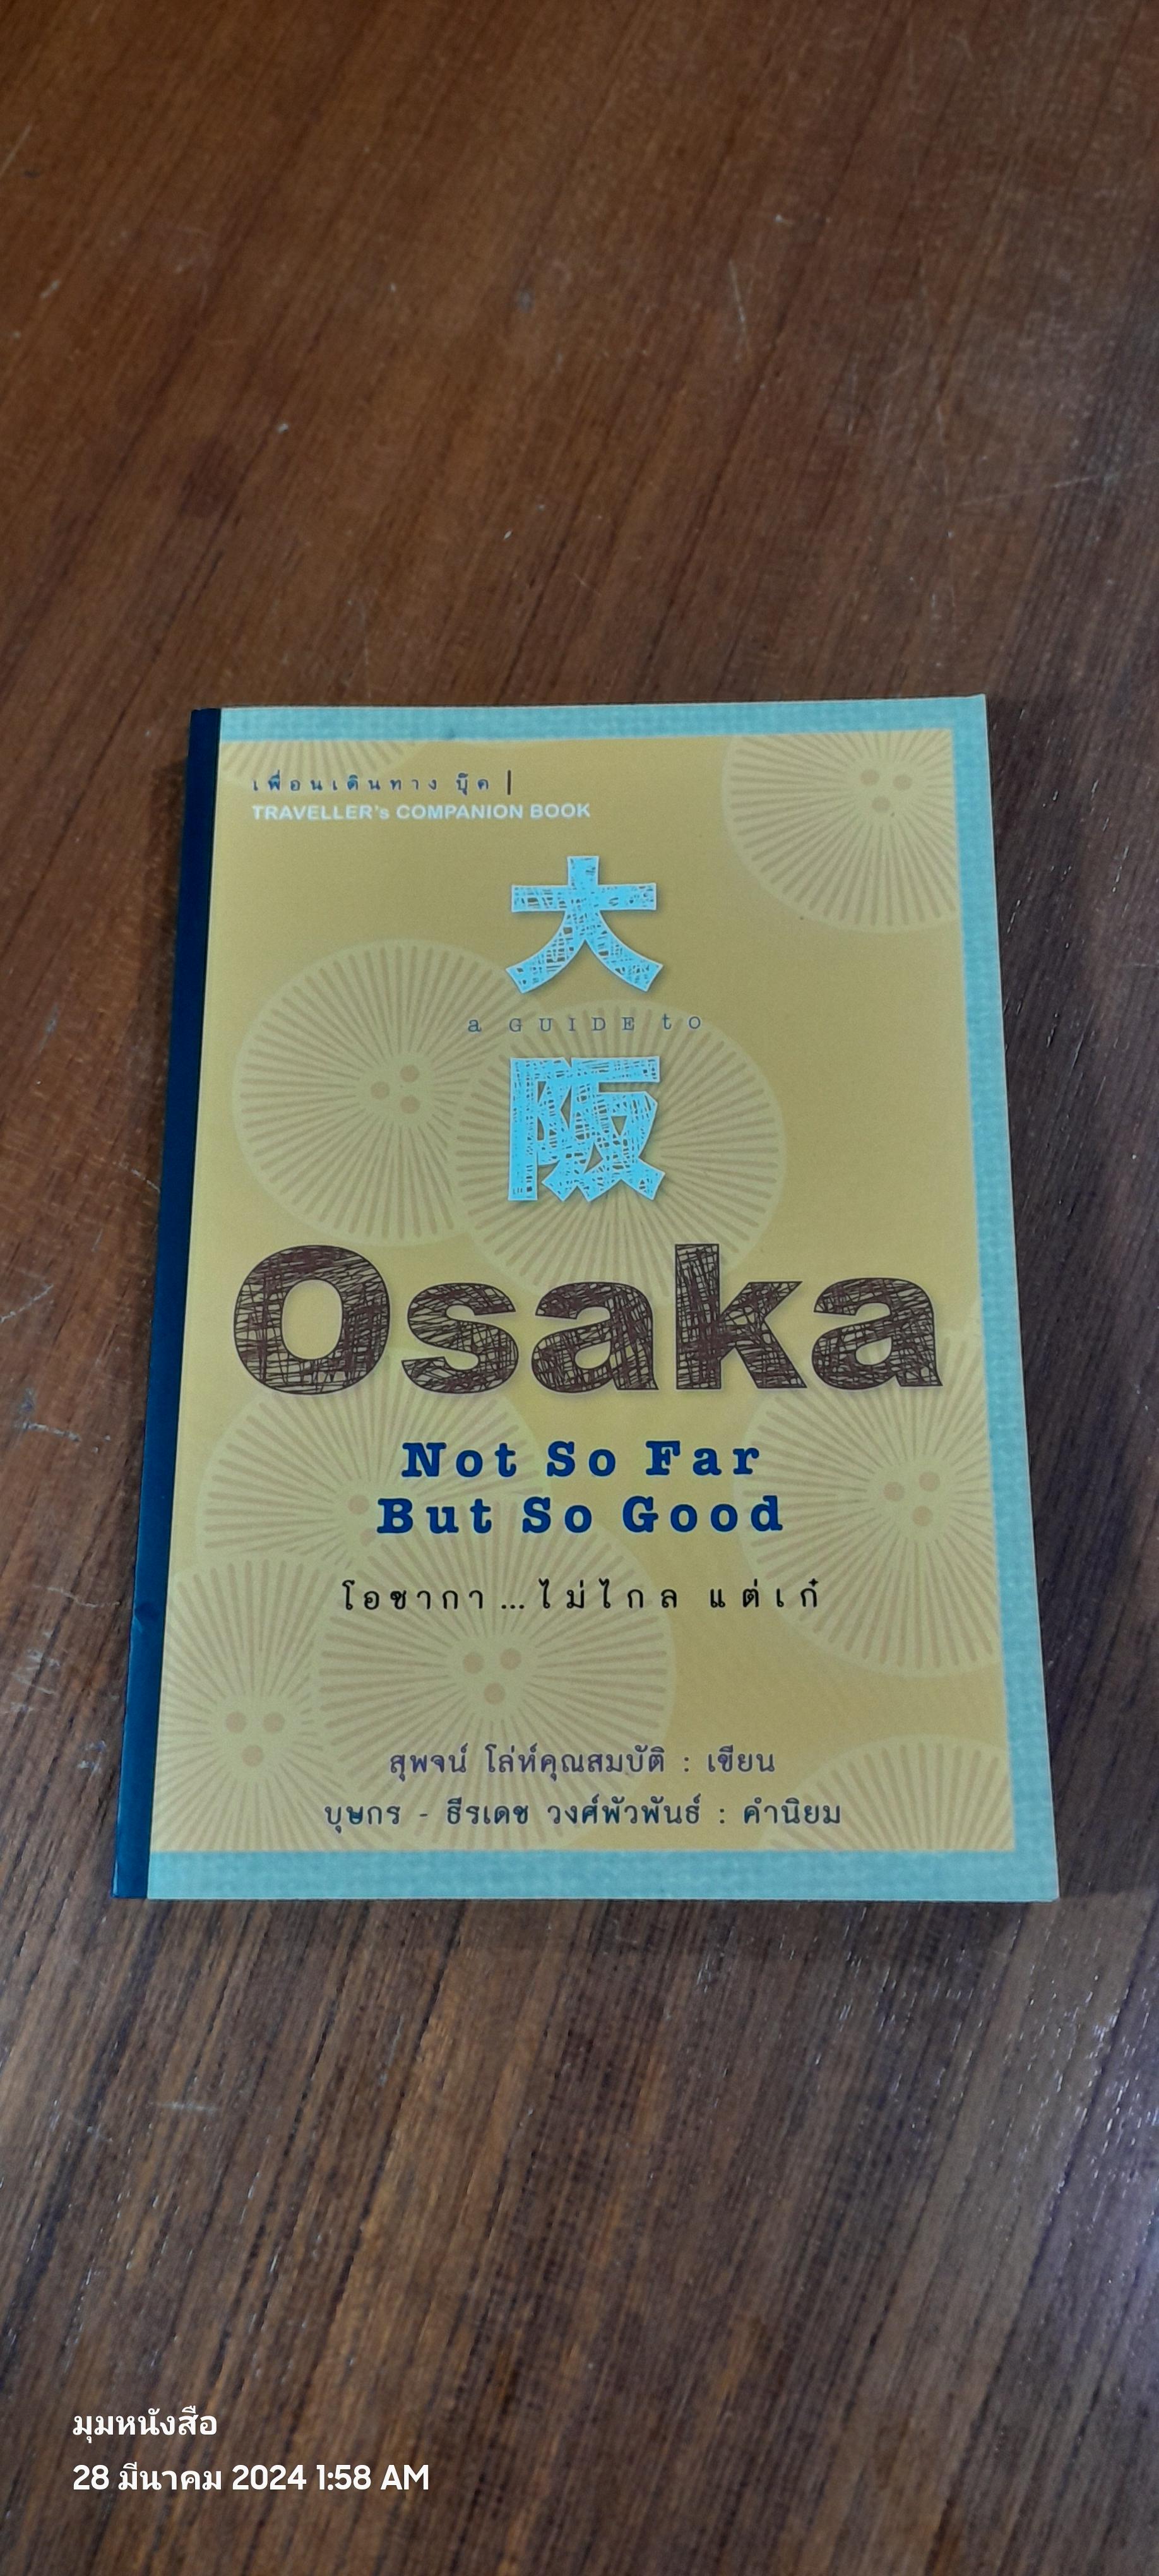 เพื่อนเดินทาง บุ๊ค |
TRAVELLER's COMPANION BOOK
大
a GUIDE to
阪
Osaka
Not So Far
But So Good
โอซากา...ไม่ไกล แต่เก๋
สุพจน์ โล่ห์คุณสมบัติ : เขียน
บุษกร - ธีรเดช วงศ์พัวพันธ์ : คำนิยม
มุมหนังสือ
28 มีนาคม 2024 1:58 AM